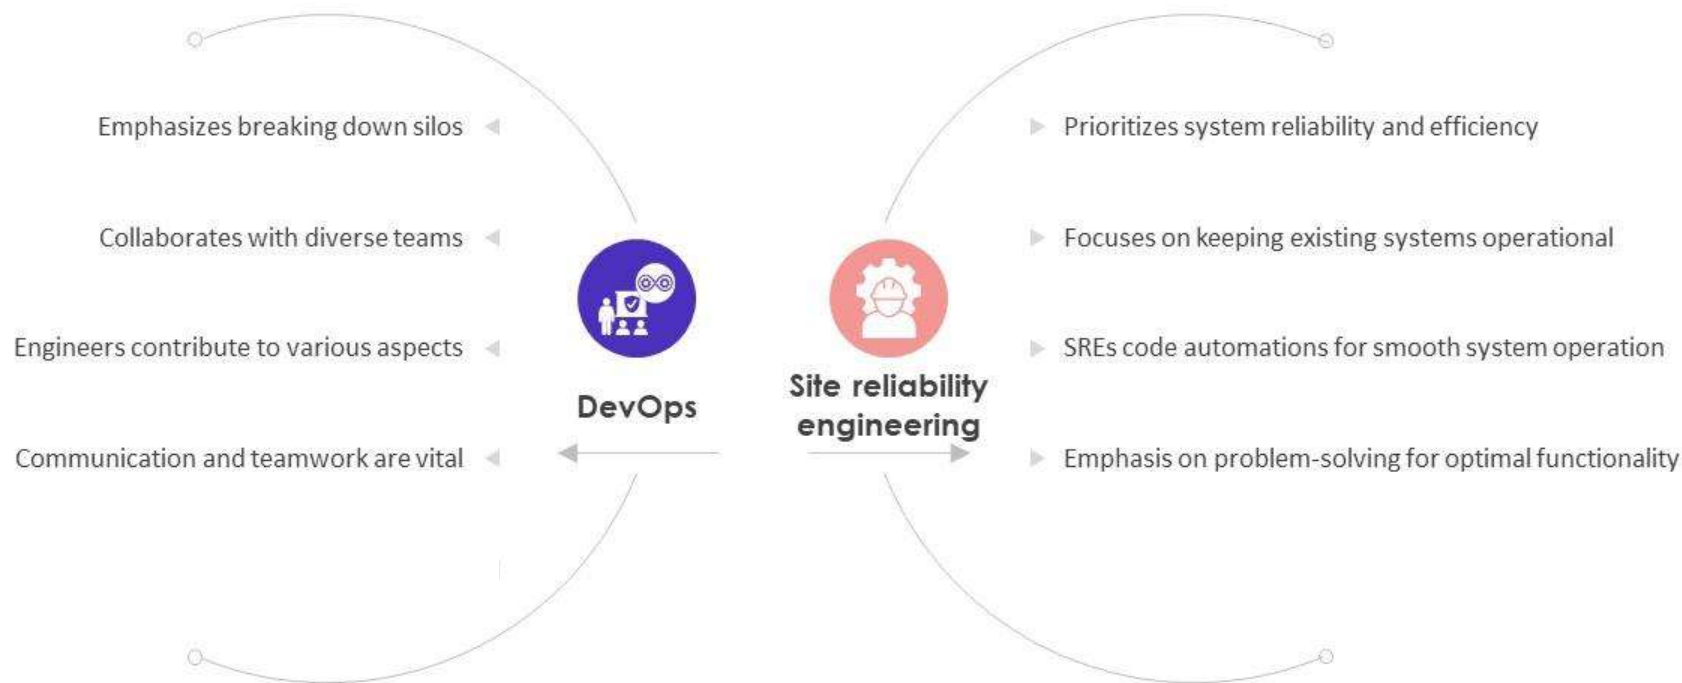 Emphasizes breaking down silos
Collaborates with diverse teams
Engineers contribute to various aspects
Communication and teamwork are vital
DevOps
Site reliability
engineering
Prioritizes system reliability and efficiency
Focuses on keeping existing systems operational
SREs code automations for smooth system operation
Emphasis on problem-solving for optimal functionality